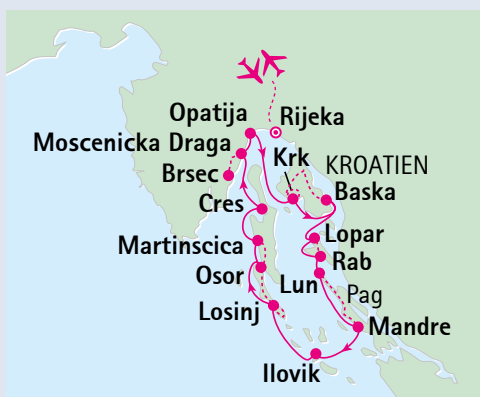 Opatija
Rijeka
Moscenicka Draga
Krk
KROATIEN
Brsec
Baska
Cres
Lopar
Martinscica
Rab
Osor
Lun
Pag
Losinj
Mandre
Ilovik